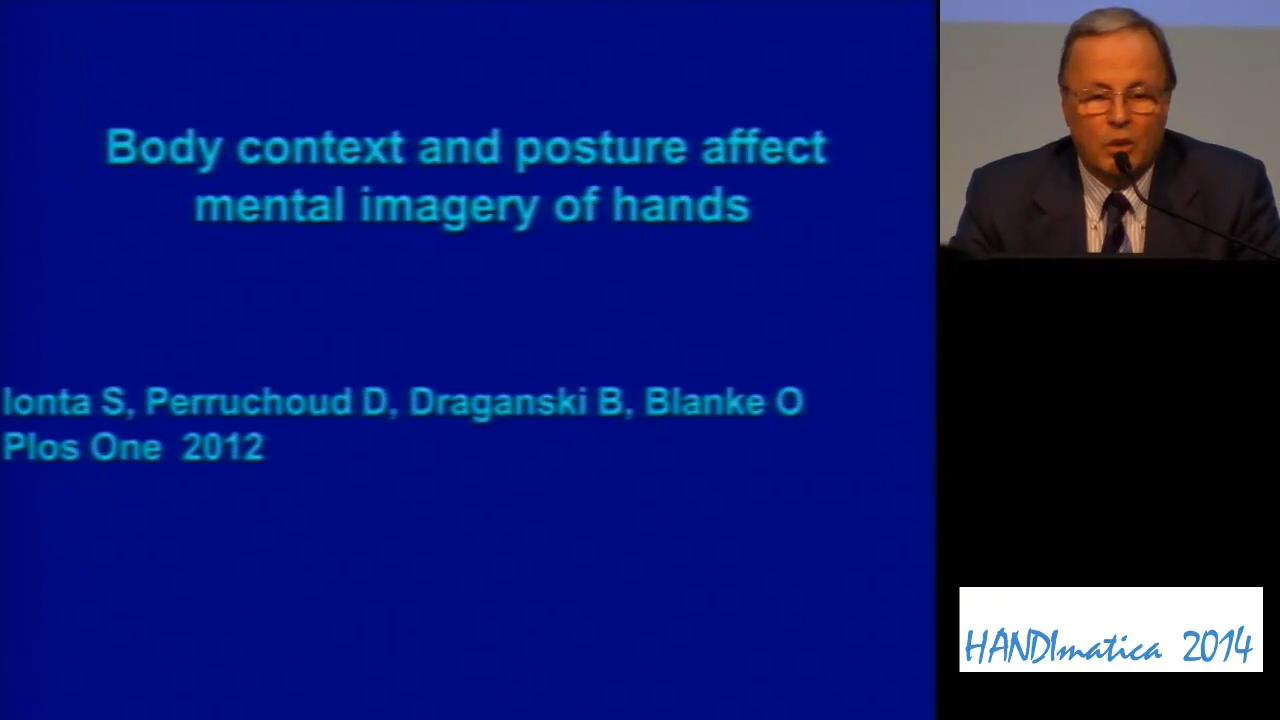 Body context and posture affect
mental imagery of hands
Ionta S, Perruchoud D, Draganski B, Blanke O
Plos One 2012
HANDImatica 2014